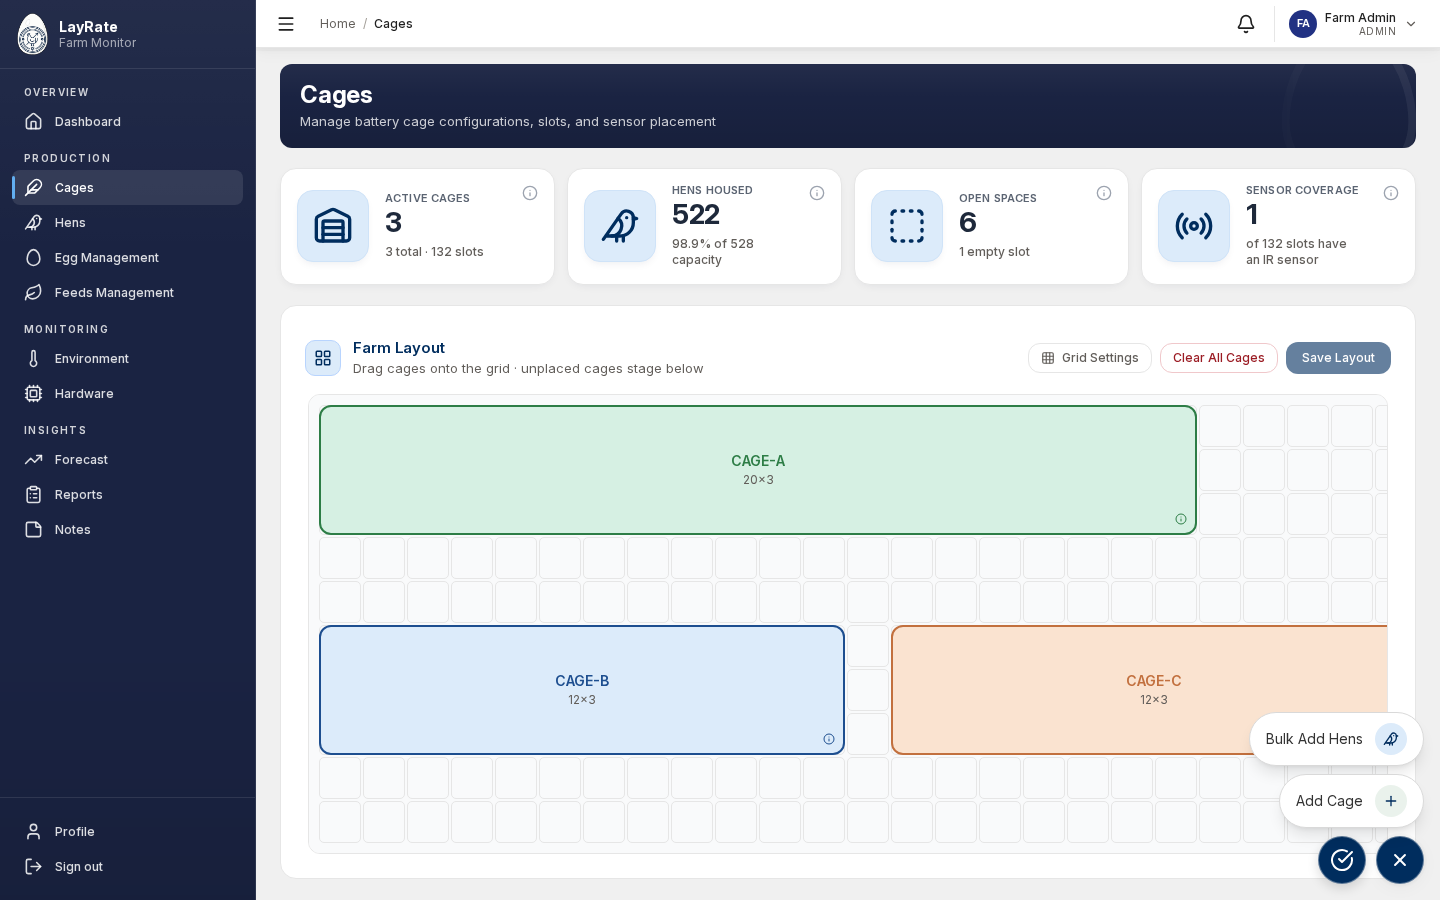 LayRate
Farm Monitor
OVERVIEW
Dashboard
PRODUCTION
Cages
Hens
Egg Management
Feeds Management
MONITORING
Environment
Hardware
INSIGHTS
Forecast
Reports
Notes
Profile
Sign out
Home / Cages
FA
Farm Admin
ADMIN
Cages
Manage battery cage configurations, slots, and sensor placement
ACTIVE CAGES
3
3 total · 132 slots
HENS HOUSED
522
98.9% of 528
capacity
OPEN SPACES
6
1 empty slot
SENSOR COVERAGE
1
of 132 slots have
an IR sensor
Farm Layout
Drag cages onto the grid · unplaced cages stage below
Grid Settings
Clear All Cages
Save Layout
CAGE-A
20×3
CAGE-B
12×3
CAGE-C
12×3
Bulk Add Hens
Add Cage